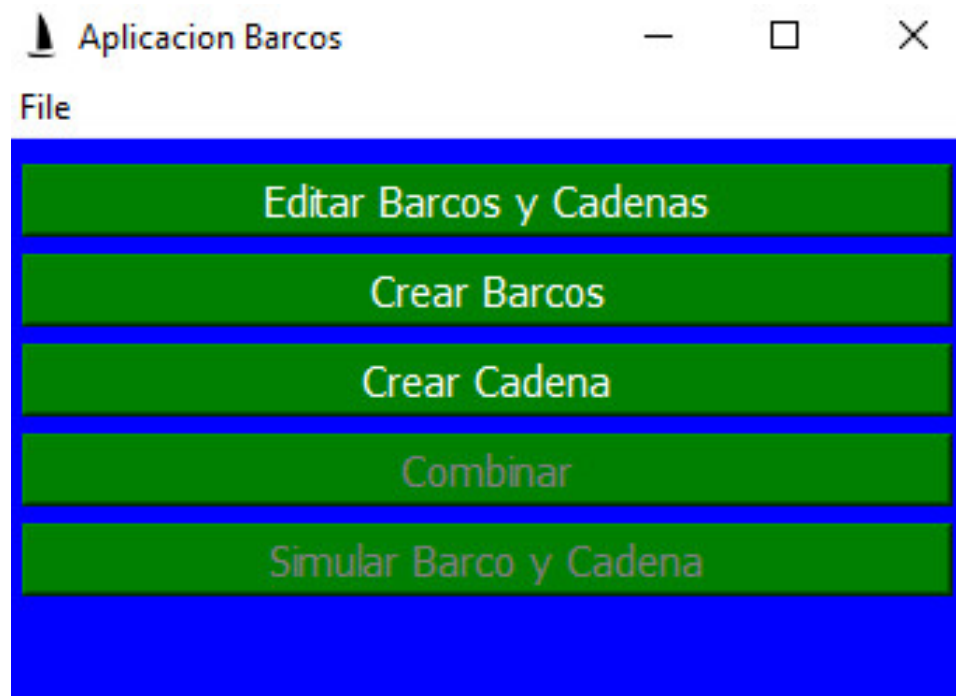 Aplicacion Barcos
File
Editar Barcos y Cadenas
Crear Barcos
Crear Cadena
Combinar
Simular Barco y Cadena